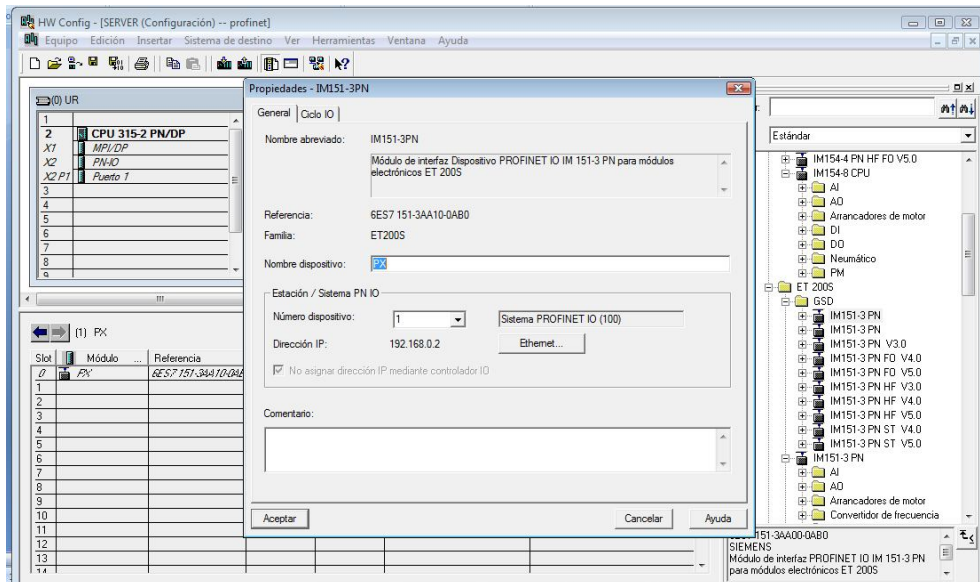 HW Config - [SERVER (Configuración) -- profinet]
Equipo Edición Insertar Sistema de destino Ver Herramientas Ventana Ayuda
(0) UR
1
2 CPU 315-2 PN/DP
X1 MPI/DP
X2 PN-IO
X2 P1 Puerto 1
3
4
5
6
7
8
9
(1) PX
Slot Módulo ... Referencia
0 PX 6ES7 151-3AA10-0AB
1
2
3
4
5
6
7
8
9
10
11
12
13
14
Propiedades - IM151-3PN
General Ciclo IO
Nombre abreviado: IM151-3PN
Módulo de interfaz Dispositivo PROFINET IO IM 151-3 PN para módulos
electrónicos ET 200S
Referencia: 6ES7 151-3AA10-0AB0
Familia: ET200S
Nombre dispositivo: PX
Estación / Sistema PN IO
Número dispositivo: 1 Sistema PROFINET IO (100)
Dirección IP: 192.168.0.2 Ethernet...
No asignar dirección IP mediante controlador IO
Comentario:
Aceptar Cancelar Ayuda
Estándar
IM154-4 PN HF FO V5.0
IM154-8 CPU
AI
AO
Arrancadores de motor
DI
DO
Neumático
PM
ET 200S
GSD
IM151-3 PN
IM151-3 PN
IM151-3 PN V3.0
IM151-3 PN FO V4.0
IM151-3 PN FO V5.0
IM151-3 PN HF V3.0
IM151-3 PN HF V4.0
IM151-3 PN HF V5.0
IM151-3 PN ST V4.0
IM151-3 PN ST V5.0
IM151-3 PN
AI
AO
Arrancadores de motor
Convertidor de frecuencia
151-3AA00-0AB0
SIEMENS
Módulo de interfaz PROFINET IO IM 151-3 PN
para módulos electrónicos ET 200S